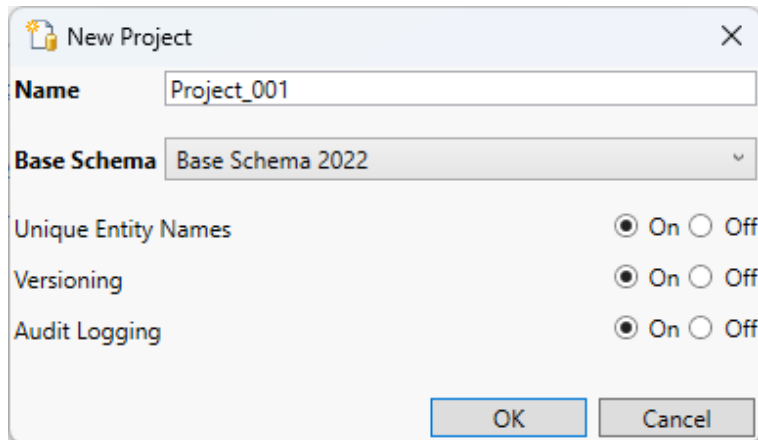 New Project
Name Project_001
Base Schema Base Schema 2022
Unique Entity Names On Off
Versioning On Off
Audit Logging On Off
OK Cancel